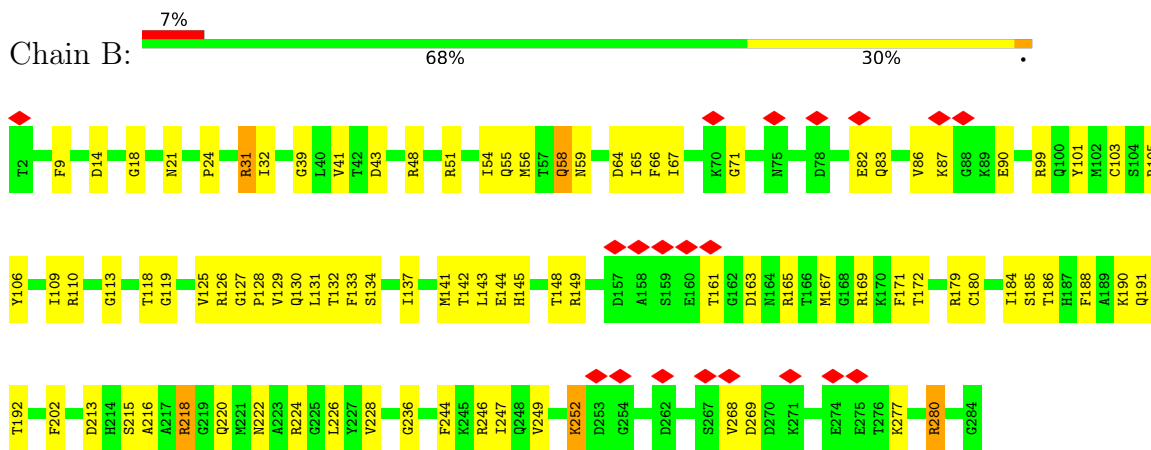 7%
Chain B:
68% 30% •
T2 F9 D14 G18 N21 P24 R31 I32 G39 L40 V41 T42 D43 R48 R51 I54 Q55 M56 T57 Q58 N59 D64 I65 F66 I67 K70 G71 N75 D78 E82 Q83 V86 K87 G88 K89 E90 R99 Q100 Y101 M102 C103 S104
Y106 I109 R110 G113 T118 G119 V125 R126 G127 P128 V129 Q130 L131 T132 F133 S134 I137 M141 T142 L143 E144 H145 T148 R149 D157 A158 S159 E160 T161 G162 D163 N164 R165 T166 M167 G168 R169 K170 F171 T172 R179 C180 I184 S185 T186 H187 F188 A189 K190 Q191
T192 F202 D213 H214 S215 A216 A217 R218 G219 Q220 M221 N222 A223 R224 G225 L226 Y227 V228 G236 F244 K245 R246 I247 Q248 V249 K252 D253 G254 D262 S267 V268 D269 D270 K271 E274 E275 T276 K277 R280 G284